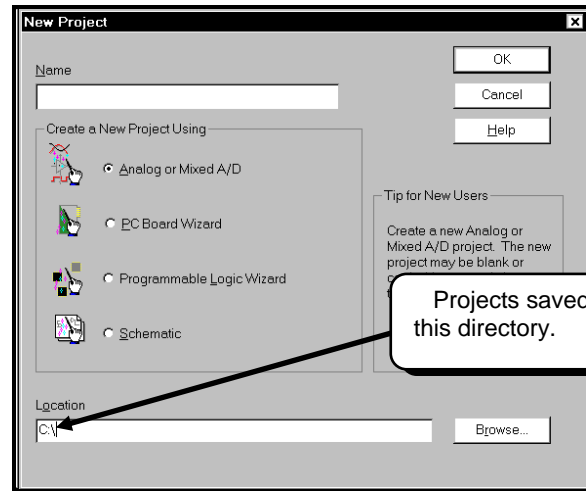 New Project
Name
OK
Cancel
Help
Create a New Project Using
Analog or Mixed A/D
PC Board Wizard
Programmable Logic Wizard
Schematic
Tip for New Users
Create a new Analog or
Mixed A/D project. The new
project may be blank or
Projects saved
this directory.
Location
C:\
Browse...